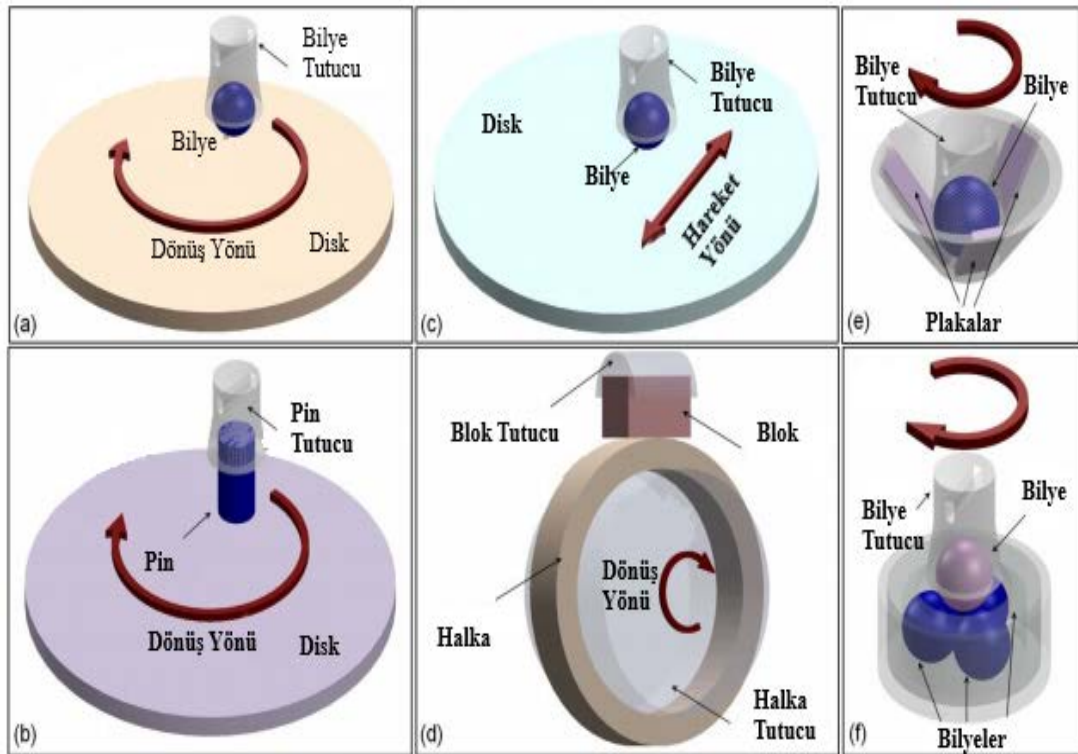 Bilye
Tutucu
Bilye
Dönüş Yönü
Disk
(a)
Pin
Tutucu
Pin
Dönüş Yönü
Disk
(b)
Disk
Bilye
Tutucu
Bilye
Hareket
Yönü
(c)
Blok Tutucu
Blok
Dönüş
Yönü
Halka
Halka
Tutucu
(d)
Bilye
Tutucu
Bilye
Plakalar
(e)
Bilye
Tutucu
Bilye
Bilyeler
(f)